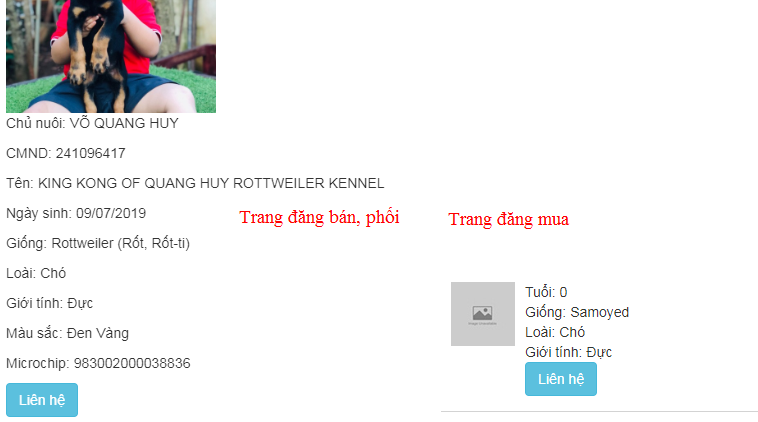 Chủ nuôi: VÕ QUANG HUY
CMND: 241096417
Tên: KING KONG OF QUANG HUY ROTTWEILER KENNEL
Ngày sinh: 09/07/2019
Giống: Rottweiler (Rốt, Rốt-ti)
Loài: Chó
Giới tính: Đực
Màu sắc: Đen Vàng
Microchip: 983002000038836
Liên hệ
Trang đăng bán, phối
Trang đăng mua
Tuổi: 0
Giống: Samoyed
Loài: Chó
Giới tính: Đực
Liên hệ